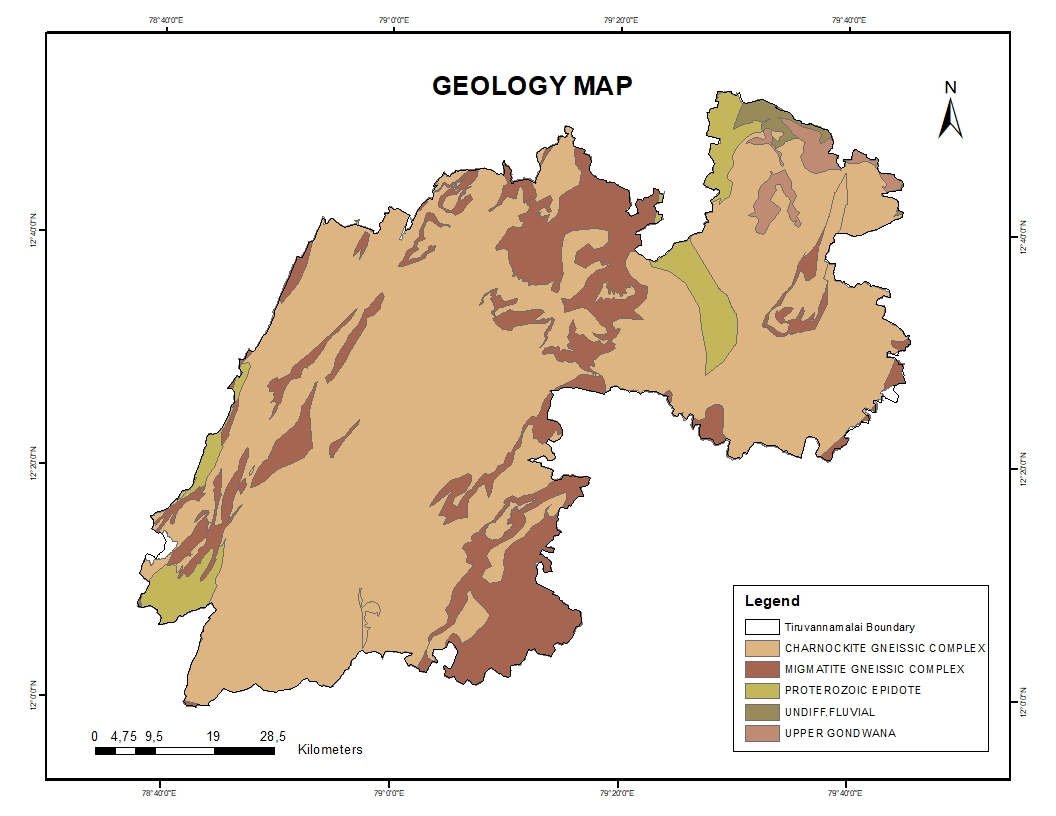 78°40'0"E 79°0'0"E 79°20'0"E 79°40'0"E
GEOLOGY MAP
N
12°40'0"N 12°40'0"N
12°20'0"N 12°20'0"N
Legend
Tiruvannamalai Boundary
CHARNOCKITE GNEISSIC COMPLEX
MIGMATITE GNEISSIC COMPLEX
PROTEROZOIC EPIDOTE
UNDIFF.FLUVIAL
UPPER GONDWANA
12°0'0"N 12°0'0"N
0 4,75 9,5 19 28,5
Kilometers
78°40'0"E 79°0'0"E 79°20'0"E 79°40'0"E